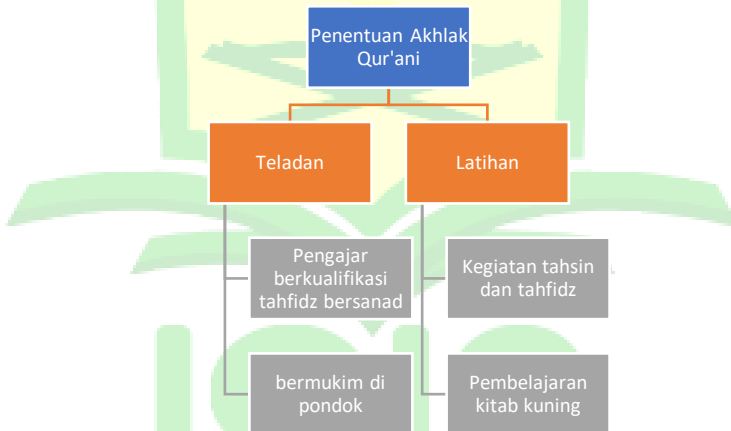 Penentuan Akhlak
Qur'ani
Teladan
Latihan
Pengajar
berkualifikasi
tahfidz bersanad
Kegiatan tahsin
dan tahfidz
bermukim di
pondok
Pembelajaran
kitab kuning